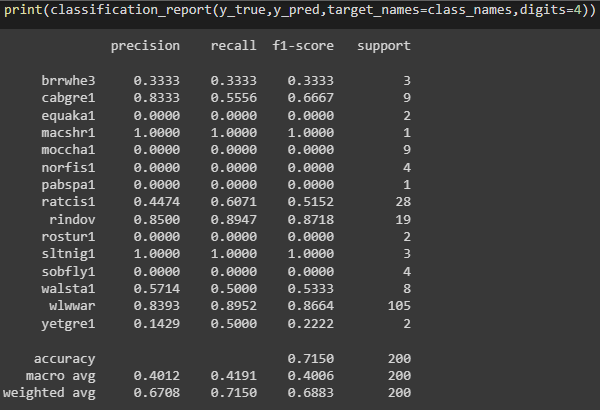 print(classification_report(y_true,y_pred,target_names=class_names,digits=4))
precision recall f1-score support
brrwhe3 0.3333 0.3333 0.3333 3
cabgre1 0.8333 0.5556 0.6667 9
equaka1 0.0000 0.0000 0.0000 2
macshr1 1.0000 1.0000 1.0000 1
moccha1 0.0000 0.0000 0.0000 9
norfis1 0.0000 0.0000 0.0000 4
pabspa1 0.0000 0.0000 0.0000 1
ratcis1 0.4474 0.6071 0.5152 28
rindov 0.8500 0.8947 0.8718 19
rostur1 0.0000 0.0000 0.0000 2
sltnig1 1.0000 1.0000 1.0000 3
sobfly1 0.0000 0.0000 0.0000 4
walsta1 0.5714 0.5000 0.5333 8
wlwwar 0.8393 0.8952 0.8664 105
yetgre1 0.1429 0.5000 0.2222 2
accuracy 0.7150 200
macro avg 0.4012 0.4191 0.4006 200
weighted avg 0.6708 0.7150 0.6883 200